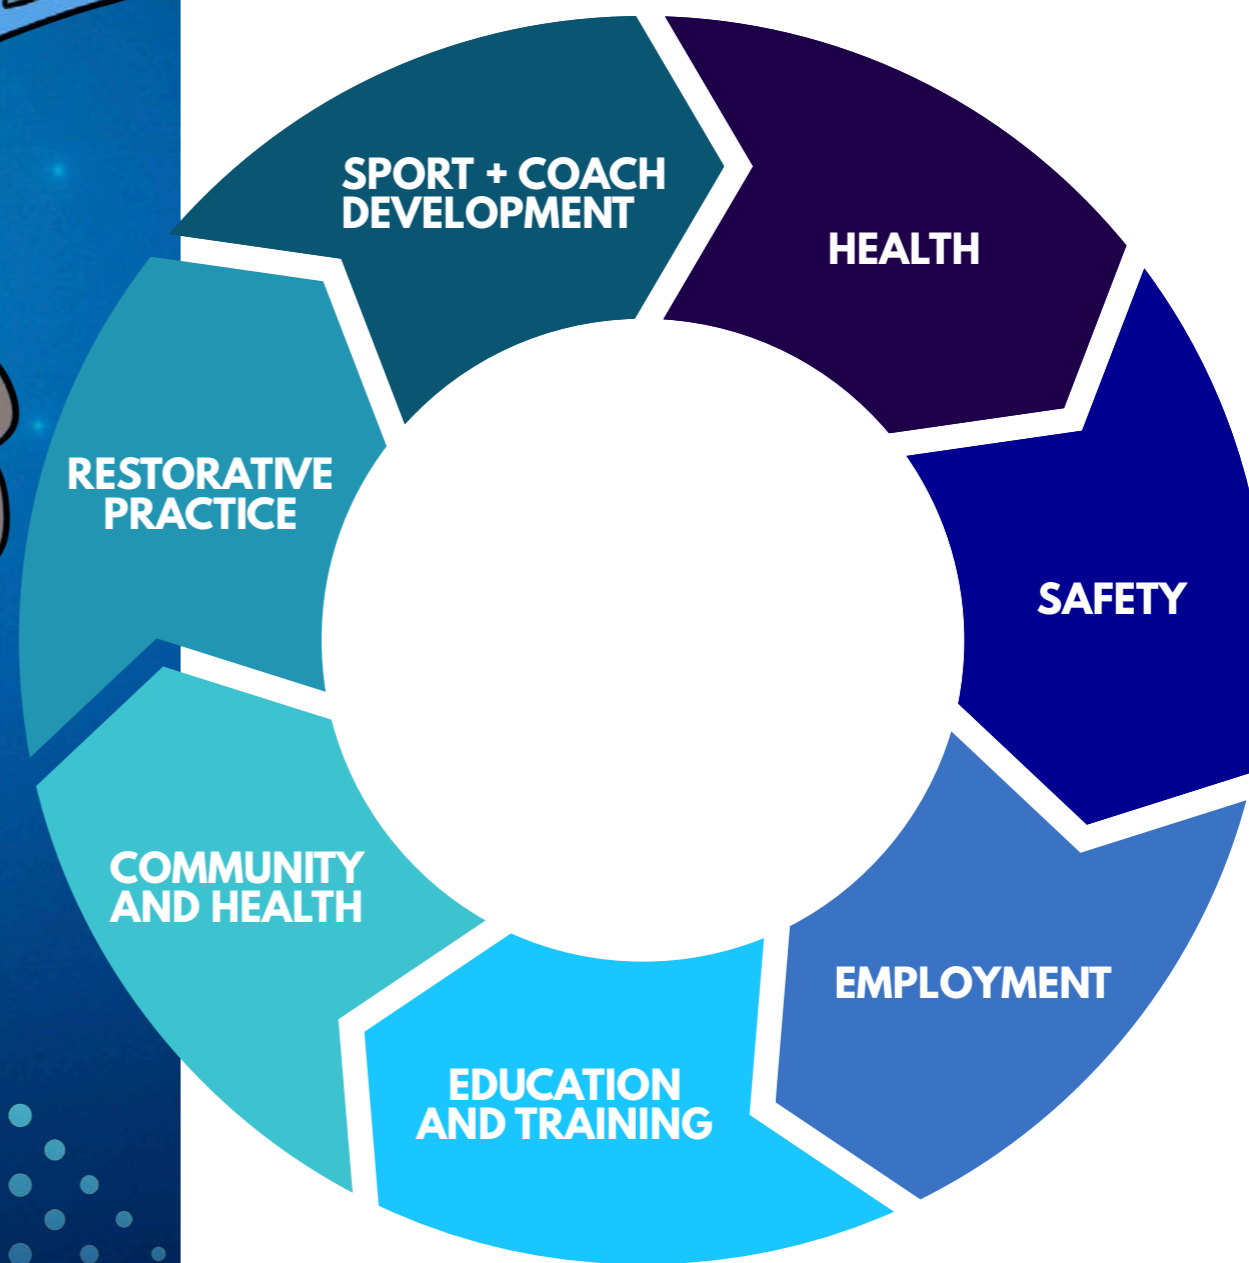 SPORT + COACH
DEVELOPMENT
HEALTH
SAFETY
EMPLOYMENT
EDUCATION
AND TRAINING
COMMUNITY
AND HEALTH
RESTORATIVE
PRACTICE